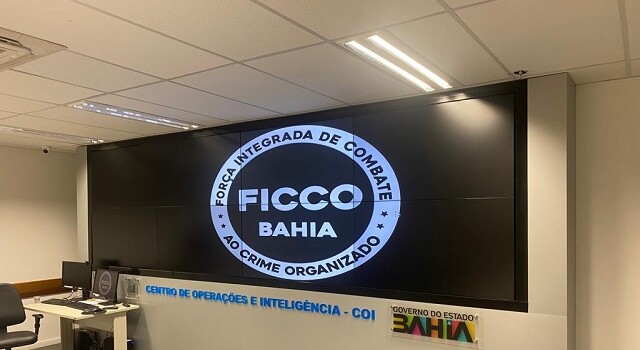 FORÇA INTEGRADA DE COMBATE
FICCO
BAHIA
AO CRIME ORGANIZADO
CENTRO DE OPERAÇÕES E INTELIGÊNCIA - COI
GOVERNO DO ESTADO
BAHIA